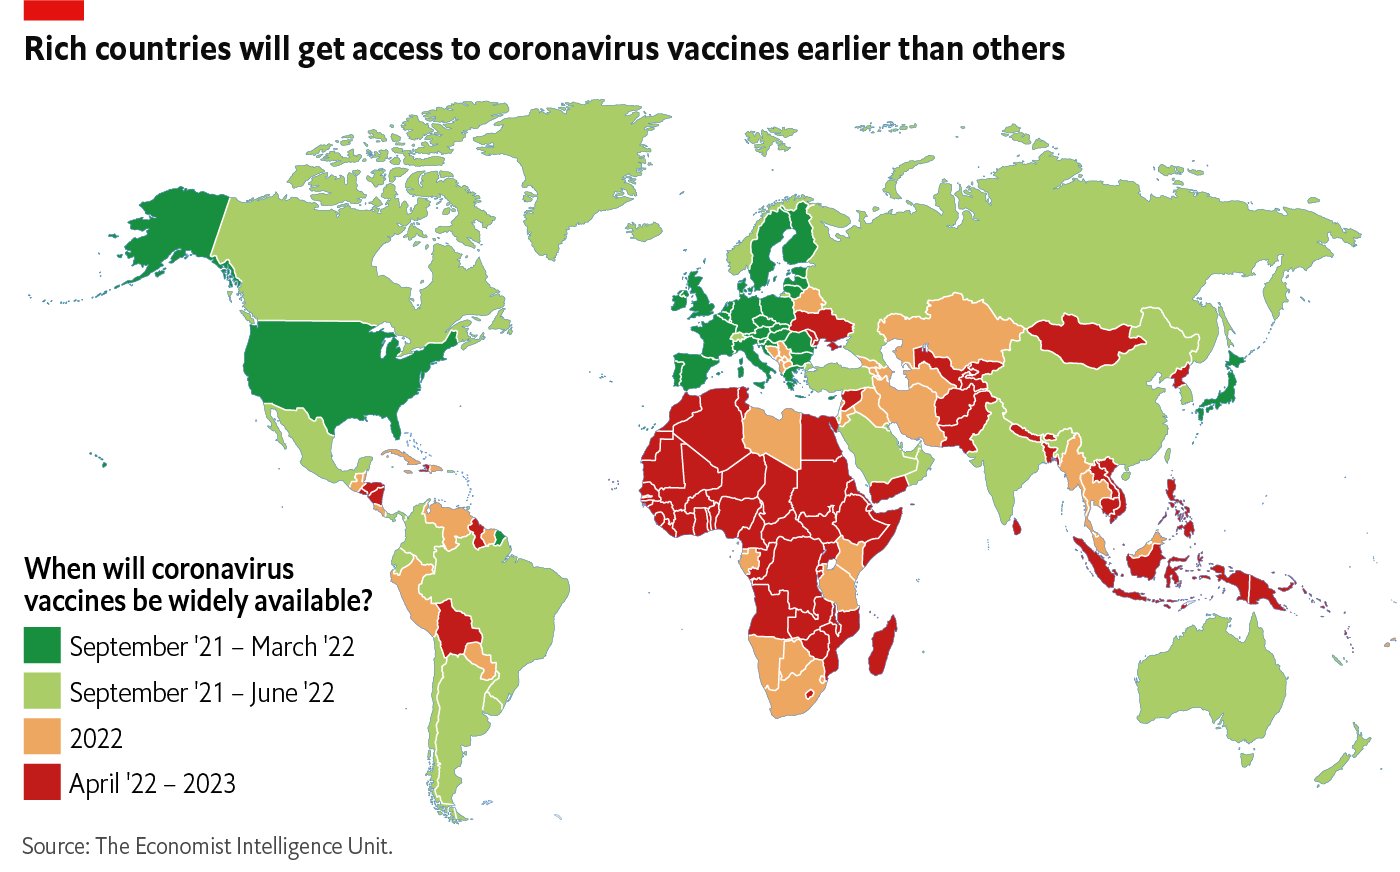 Rich countries will get access to coronavirus vaccines earlier than others
When will coronavirus
vaccines be widely available?
September '21 – March '22
September '21 – June '22
2022
April '22 – 2023
Source: The Economist Intelligence Unit.